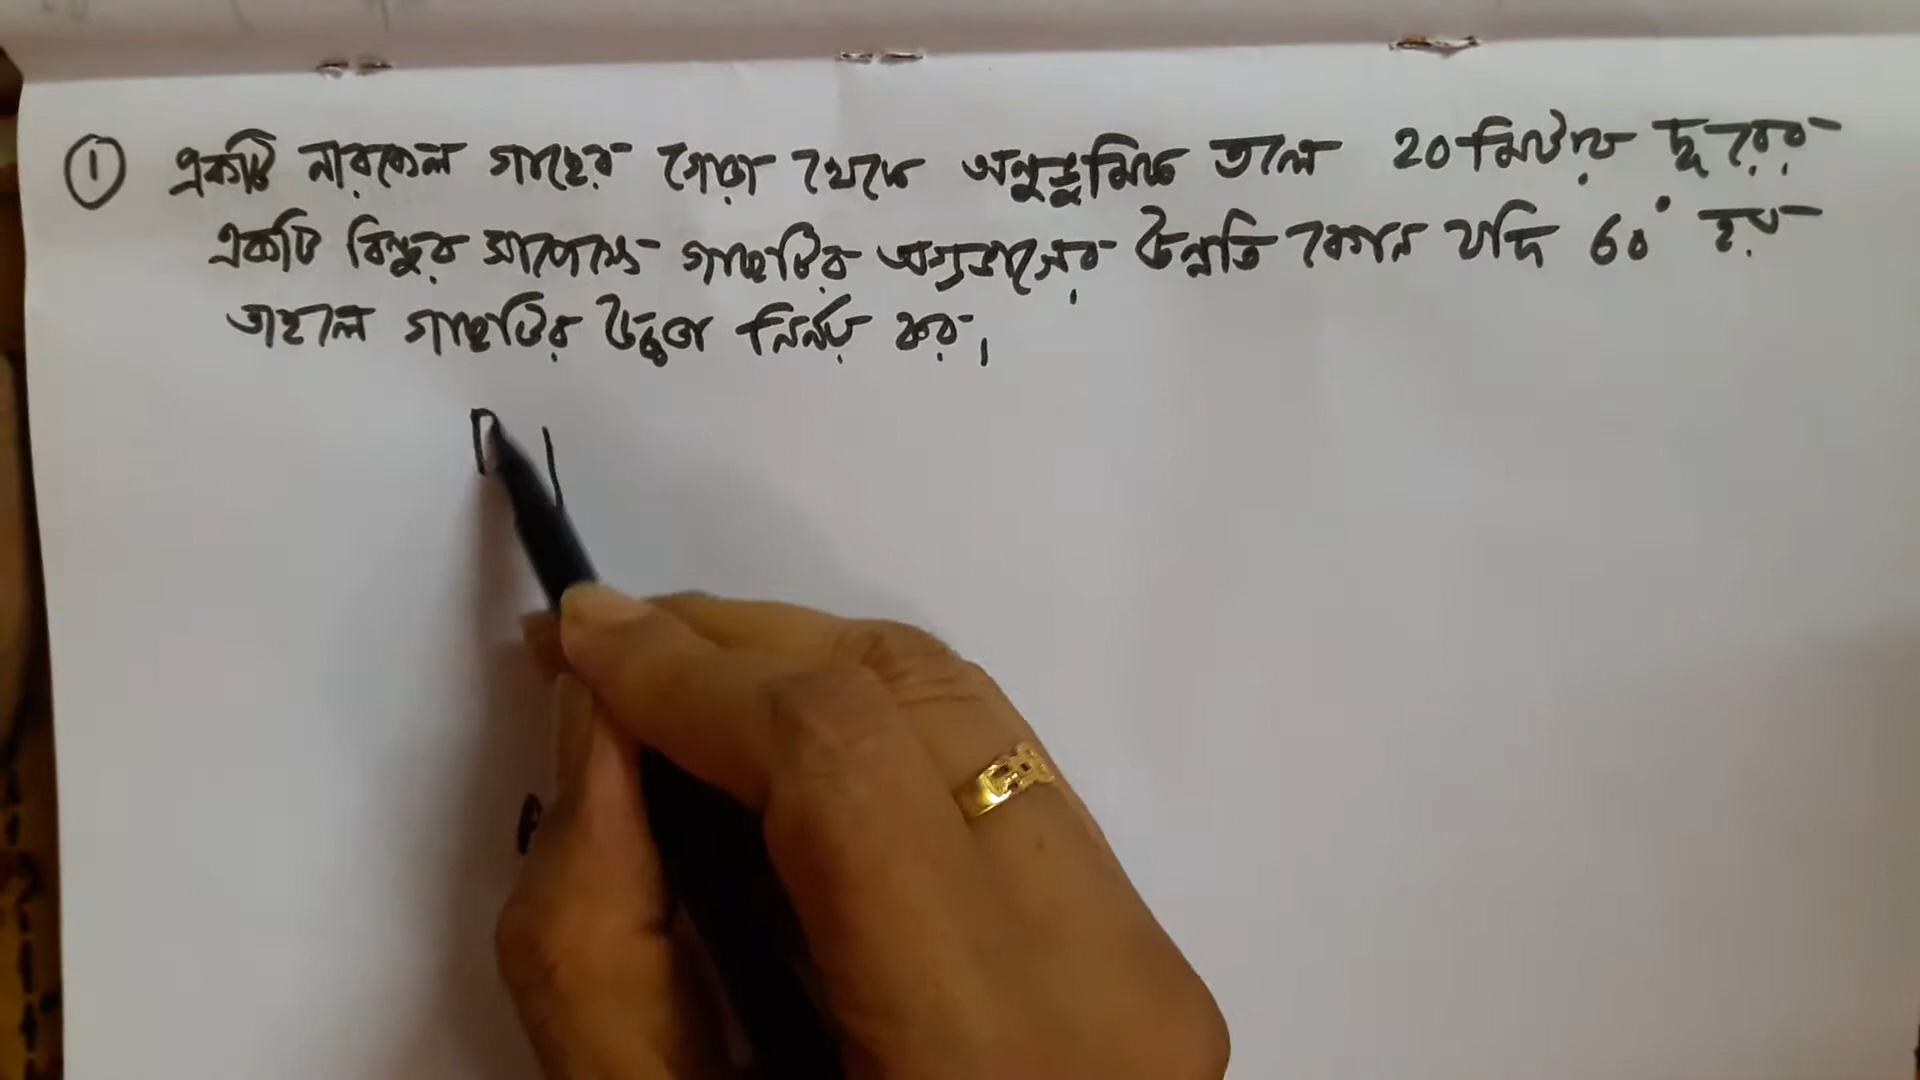 ① একটি নারকেল গাছের গোড়া থেকে অনুভূমিক তলে 20 মিটার দূরের
একটি বিন্দুর সাপেক্ষে গাছটির অগ্রভাগের উন্নতি কোন যদি 60° হয়
তাহলে গাছটির উচ্চতা নির্নয় কর।